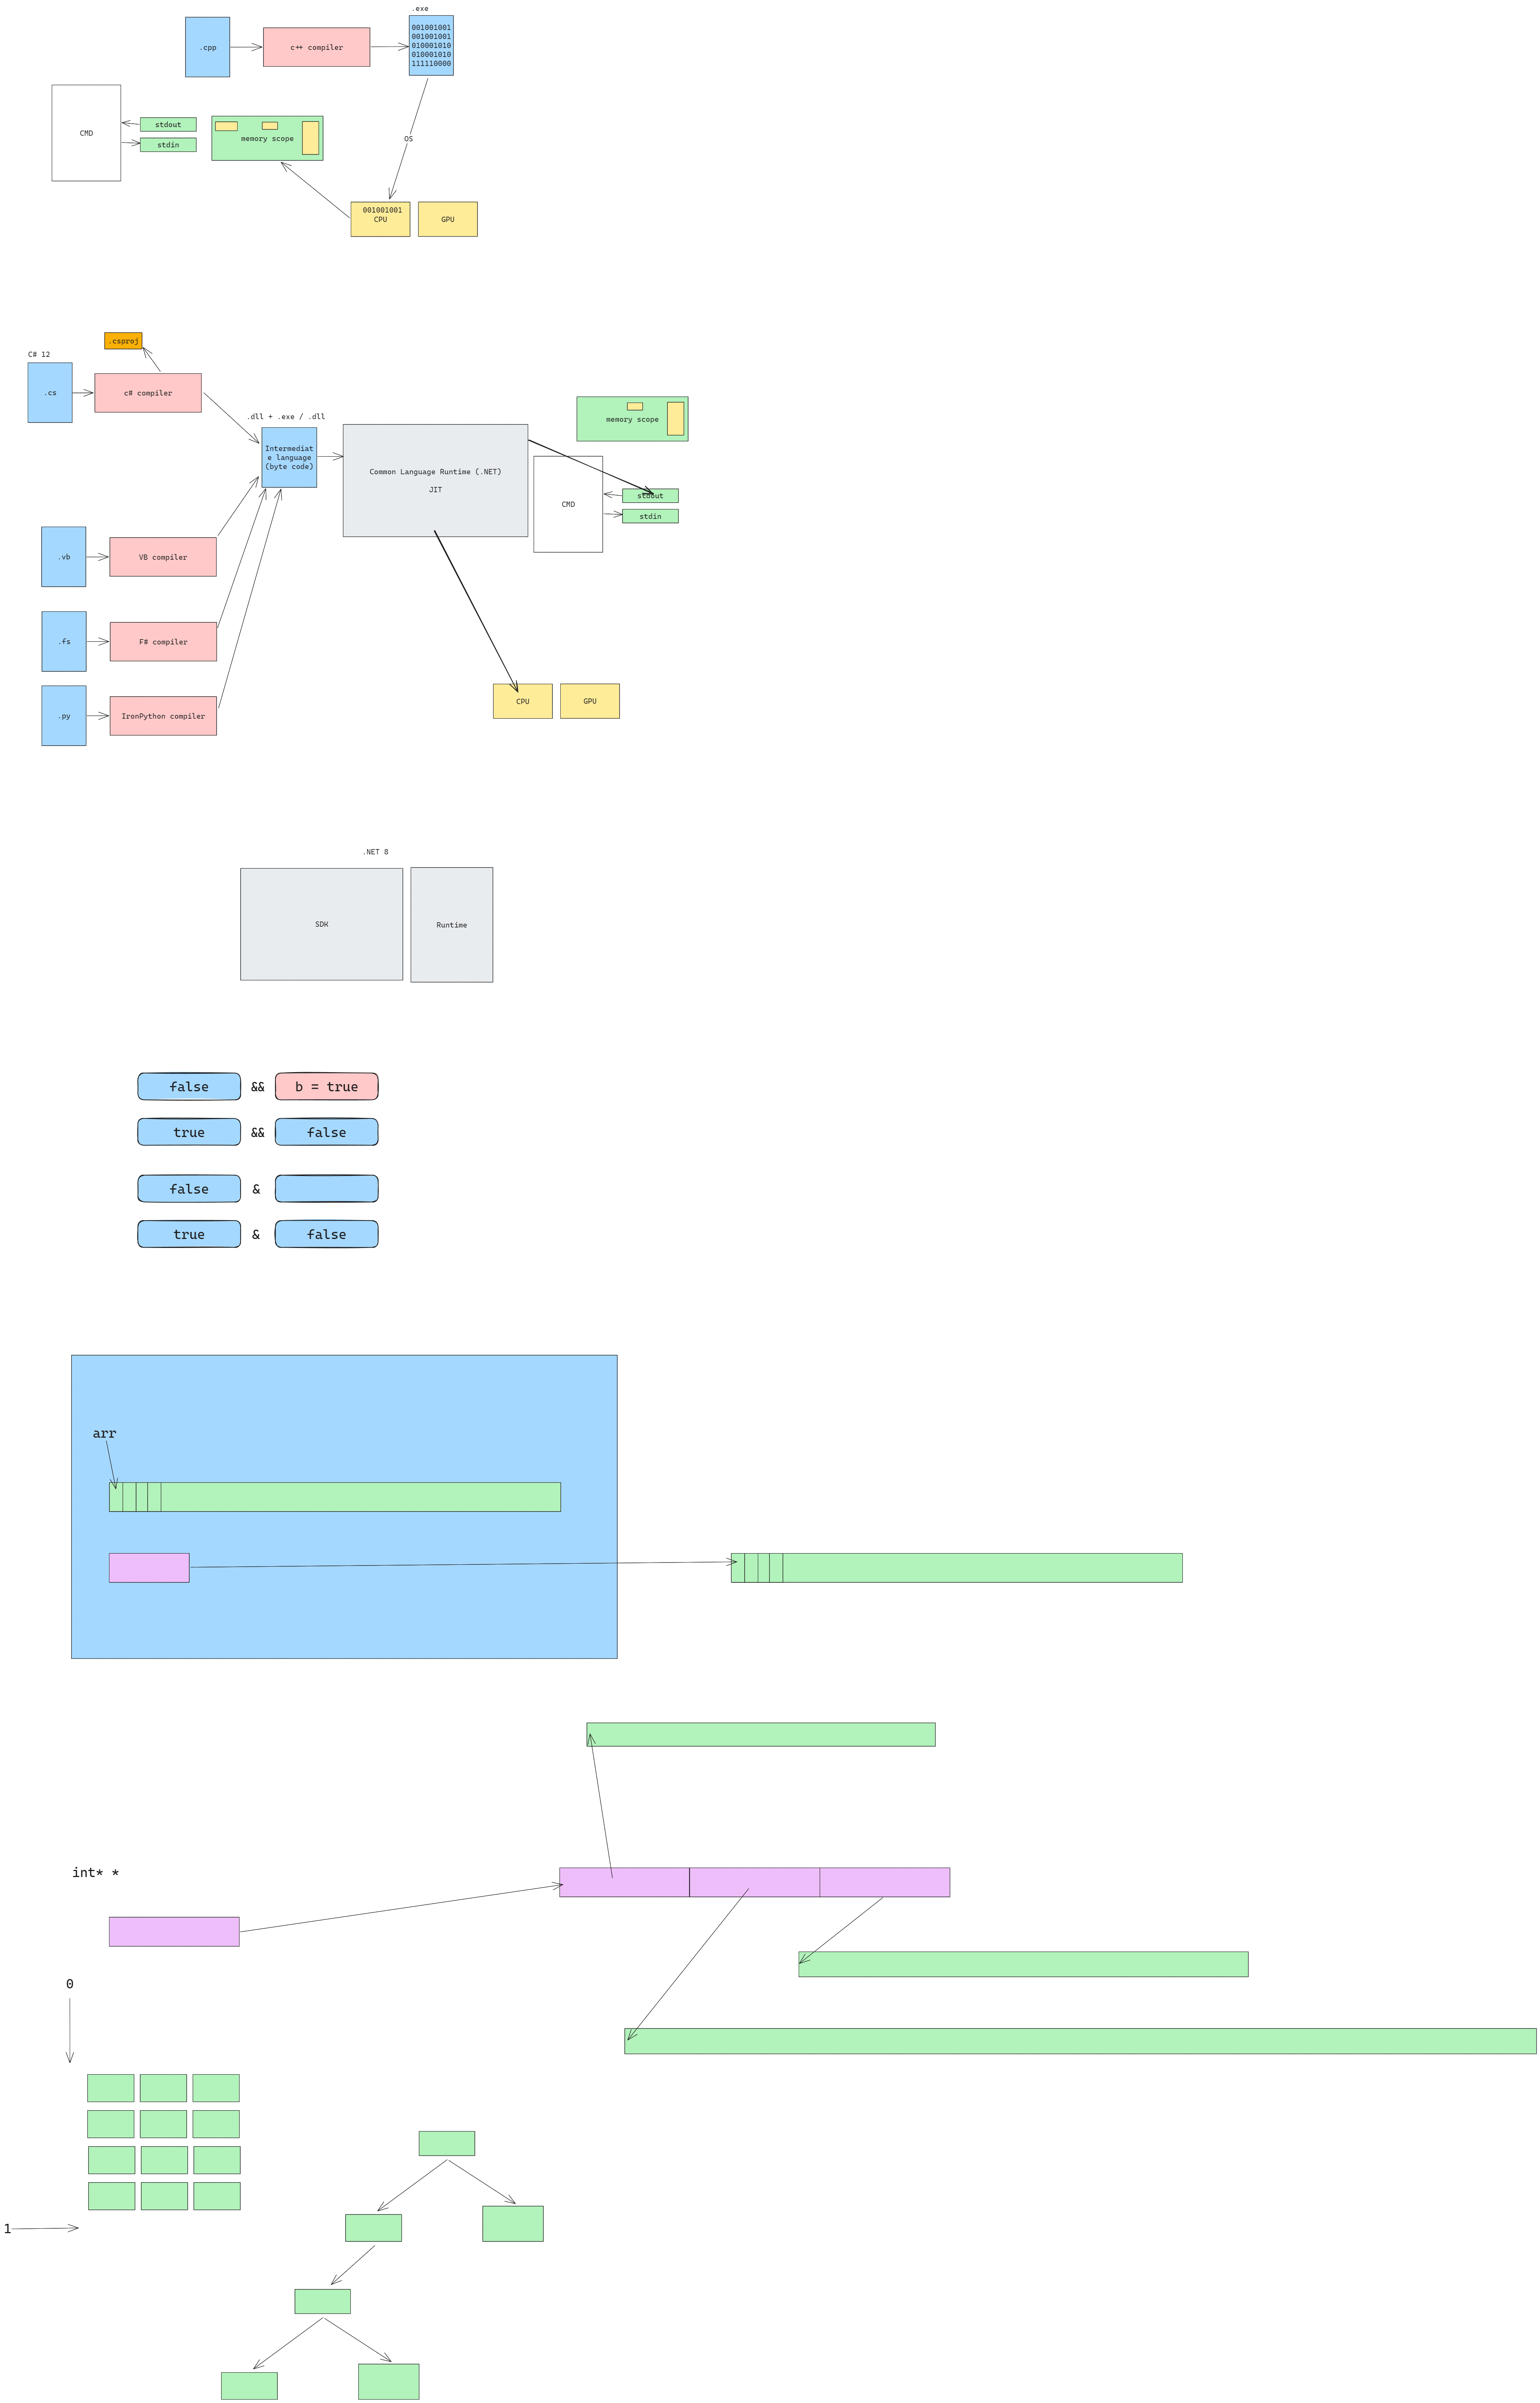 .exe
.cpp
c++ compiler
001001001
001001001
010001010
010001010
111110000
CMD
stdout
stdin
memory scope
OS
001001001
CPU
GPU
.csproj
C# 12
.cs
c# compiler
.dll + .exe / .dll
Intermediat
e language
(byte code)
Common Language Runtime (.NET)
JIT
memory scope
CMD
stdout
stdin
.vb
VB compiler
.fs
F# compiler
.py
IronPython compiler
CPU
GPU
.NET 8
SDK
Runtime
false && b = true
true && false
false &
true & false
arr
int* *
0
1